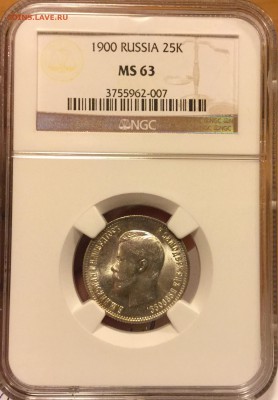 COINS.LAVE.RU
1900 RUSSIA 25K
MS 63
3755962-007
NGC